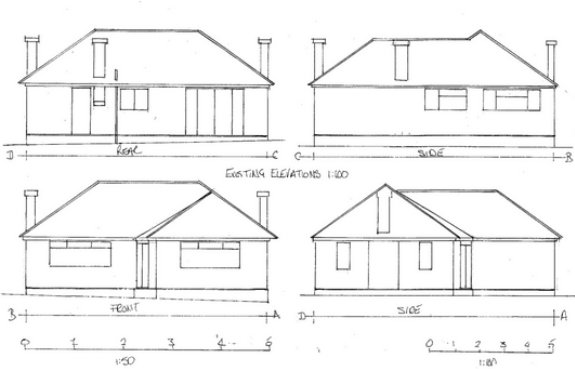 D REAR C
C SIDE B
EXISTING ELEVATIONS 1:100
B FRONT A
D SIDE A
0 1 2 3 4 5
1:50
0 1 2 3 4 5
1:100